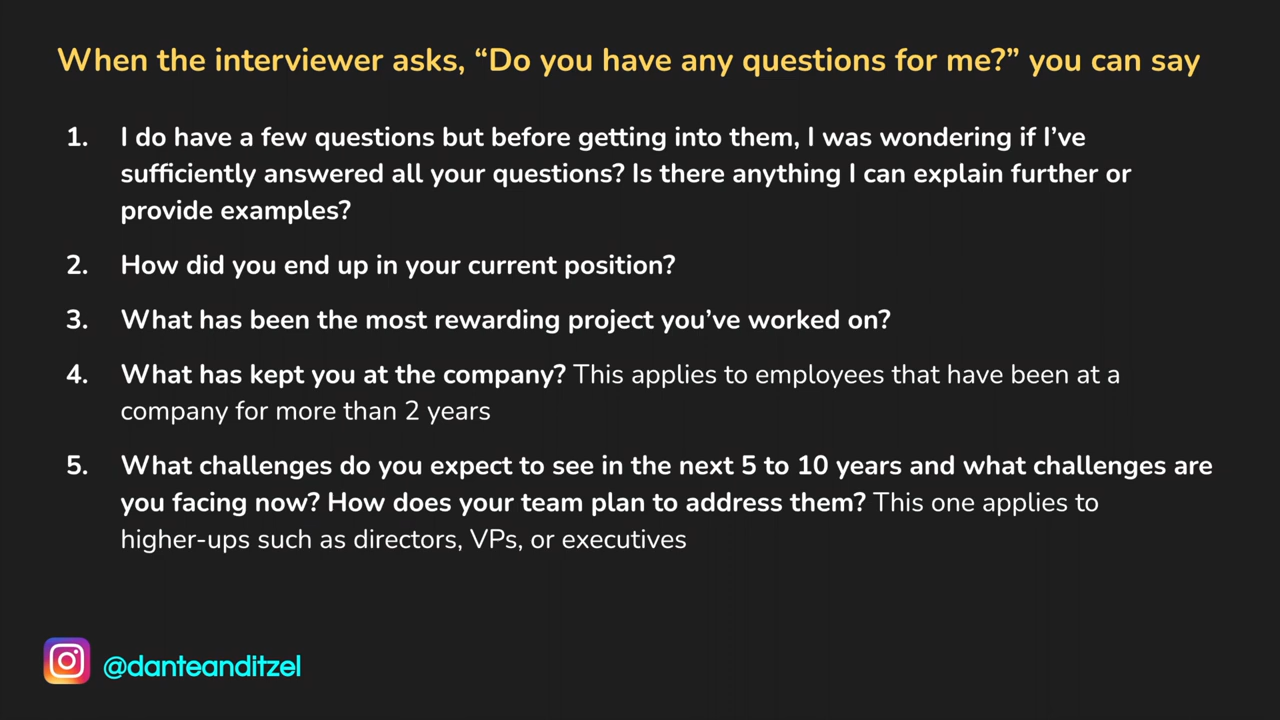 When the interviewer asks, “Do you have any questions for me?” you can say
1. I do have a few questions but before getting into them, I was wondering if I’ve
sufficiently answered all your questions? Is there anything I can explain further or
provide examples?
2. How did you end up in your current position?
3. What has been the most rewarding project you’ve worked on?
4. What has kept you at the company? This applies to employees that have been at a
company for more than 2 years
5. What challenges do you expect to see in the next 5 to 10 years and what challenges are
you facing now? How does your team plan to address them? This one applies to
higher-ups such as directors, VPs, or executives
@danteanditzel